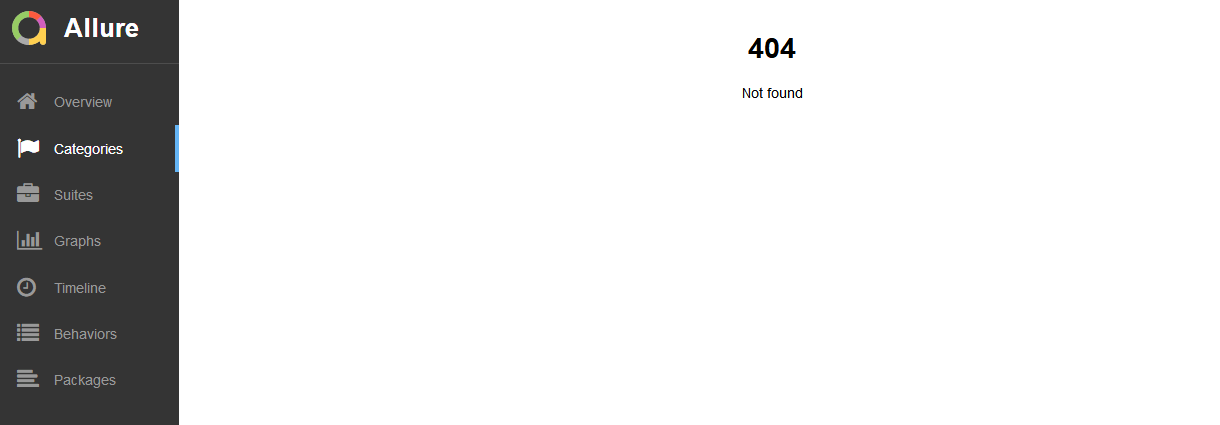 Allure
Overview
Categories
Suites
Graphs
Timeline
Behaviors
Packages
404
Not found